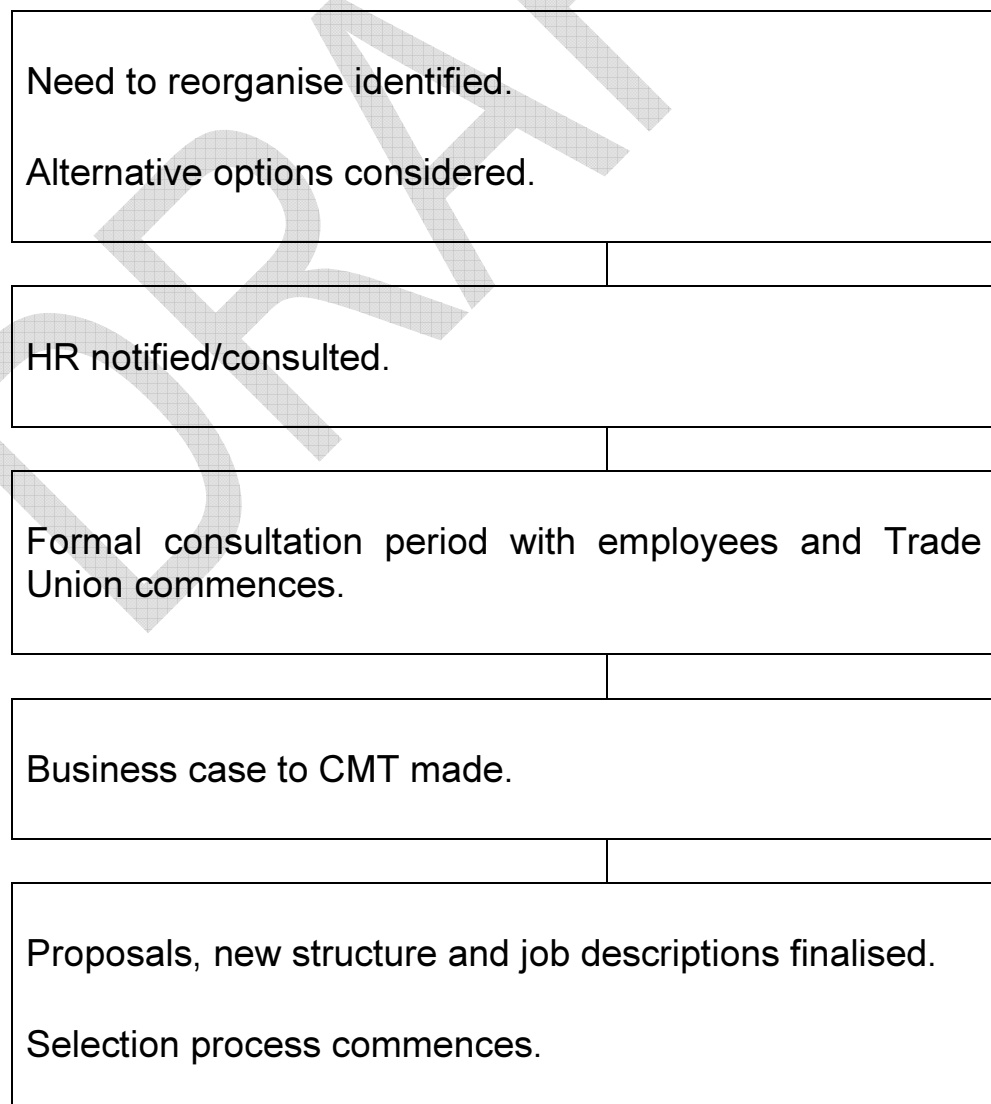 Need to reorganise identified.
Alternative options considered.
HR notified/consulted.
Formal consultation period with employees and Trade
Union commences.
Business case to CMT made.
Proposals, new structure and job descriptions finalised.
Selection process commences.